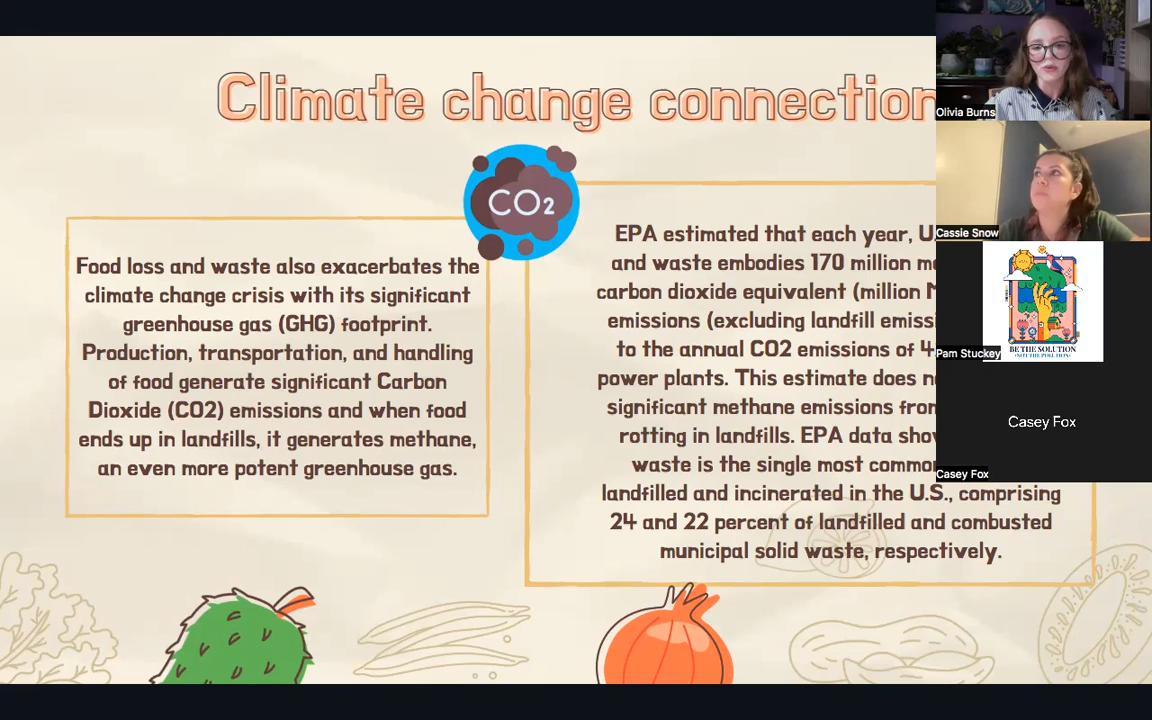 Climate change connection
CO2
Food loss and waste also exacerbates the
climate change crisis with its significant
greenhouse gas (GHG) footprint.
Production, transportation, and handling
of food generate significant Carbon
Dioxide (CO2) emissions and when food
ends up in landfills, it generates methane,
an even more potent greenhouse gas.
EPA estimated that each year,
and waste embodies 170 million
carbon dioxide equivalent (million
emissions (excluding landfill
to the annual CO2 emissions of
power plants. This estimate does
significant methane emissions from
rotting in landfills. EPA data
waste is the single most common
landfilled and incinerated in the U.S., comprising
24 and 22 percent of landfilled and combusted
municipal solid waste, respectively.
Olivia Burns
Cassie Snow
BE THE SOLUTION
Pam Stuckey
Casey Fox
Casey Fox